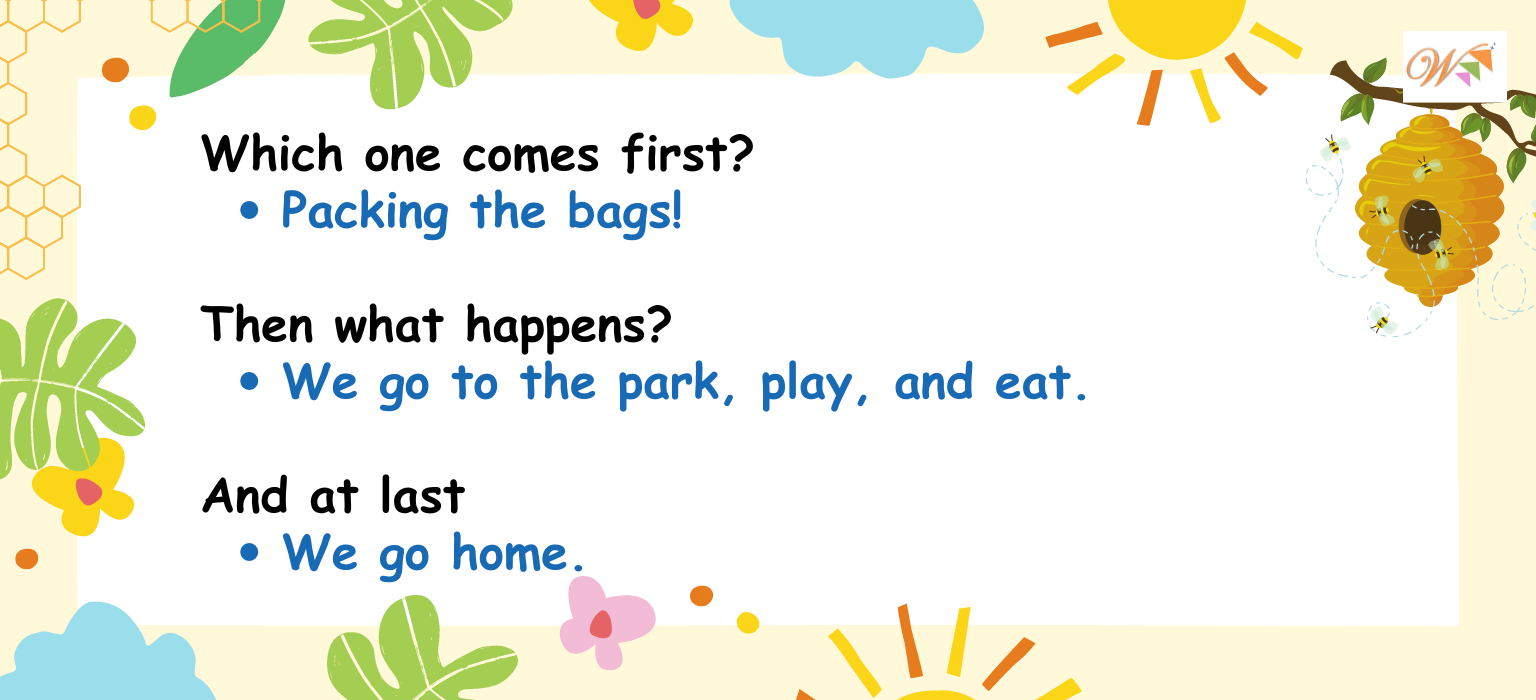 W
Which one comes first?
• Packing the bags!
Then what happens?
• We go to the park, play, and eat.
And at last
• We go home.